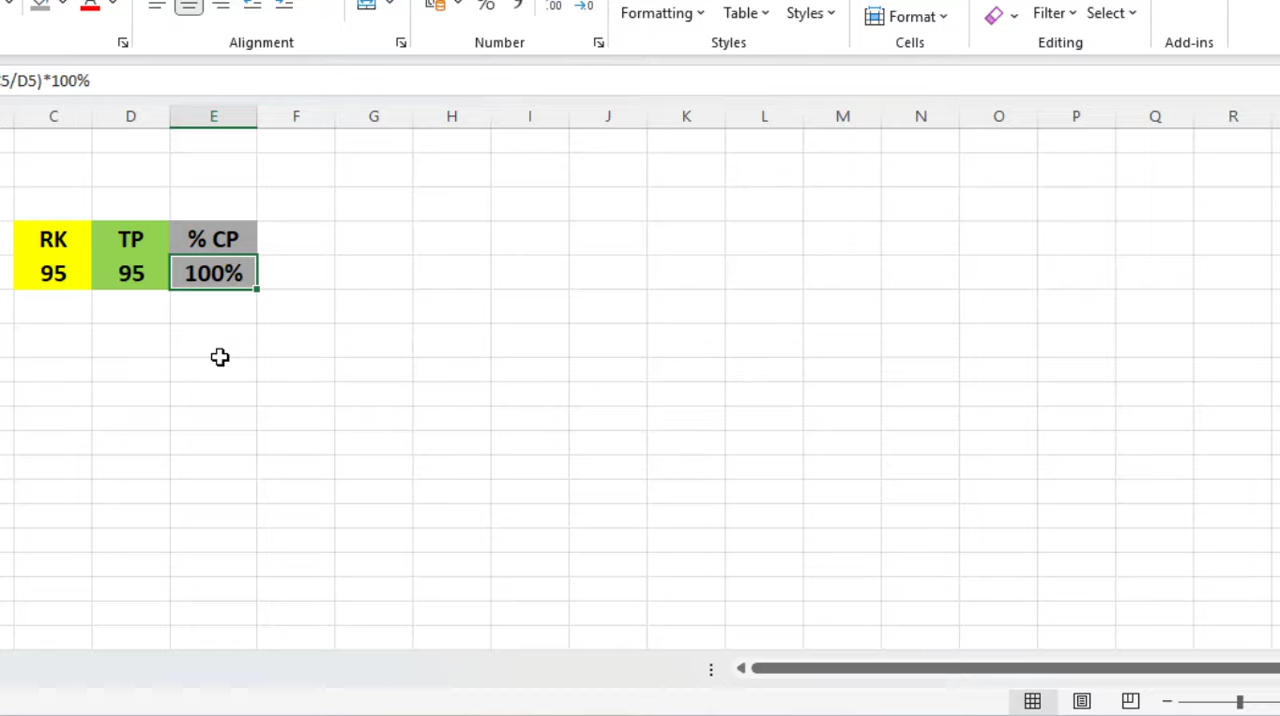 Formatting Table Styles Format Filter Select
Alignment Number Styles Cells Editing Add-ins
5/D5)*100%
C D E F G H I J K L M N O P Q R
RK TP % CP
95 95 100%